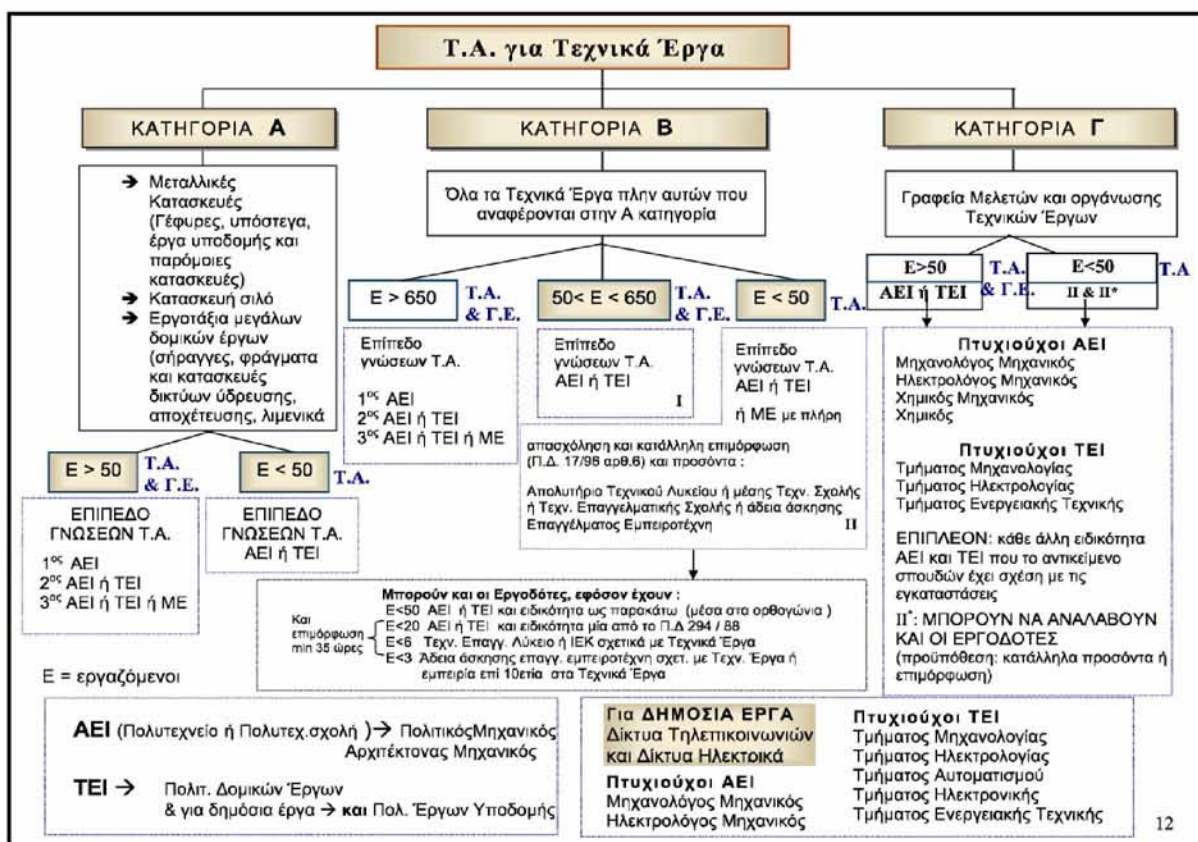 Τ.Α. για Τεχνικά Έργα
ΚΑΤΗΓΟΡΙΑ Α
➔ Μεταλλικές
Κατασκευές
(Γέφυρες, υπόστεγα,
έργα υποδομής και
παρόμοιες
κατασκευές)
➔ Κατασκευή σιλό
➔ Εργοτάξια μεγάλων
δομικών έργων
(σήραγγες, φράγματα
και κατασκευές
δικτύων ύδρευσης,
αποχέτευσης, λιμενικά
Ε > 50
Τ.Α.
& Γ.Ε.
ΕΠΙΠΕΔΟ
ΓΝΩΣΕΩΝ Τ.Α.
1ος ΑΕΙ
2ος ΑΕΙ ή ΤΕΙ
3ος ΑΕΙ ή ΤΕΙ ή ΜΕ
Ε < 50
Τ.Α.
ΕΠΙΠΕΔΟ
ΓΝΩΣΕΩΝ Τ.Α.
ΑΕΙ ή ΤΕΙ
ΚΑΤΗΓΟΡΙΑ Β
Όλα τα Τεχνικά Έργα πλην αυτών που
αναφέρονται στην Α κατηγορία
Ε > 650
Τ.Α.
& Γ.Ε.
Επίπεδο
γνώσεων Τ.Α.
1ος ΑΕΙ
2ος ΑΕΙ ή ΤΕΙ
3ος ΑΕΙ ή ΤΕΙ ή ΜΕ
50< Ε < 650
Τ.Α.
& Γ.Ε.
Επίπεδο
γνώσεων Τ.Α.
ΑΕΙ ή ΤΕΙ
I
Ε < 50
Τ.Α.
Επίπεδο
γνώσεων Τ.Α.
ΑΕΙ ή ΤΕΙ
ή ΜΕ με πλήρη
απασχόληση και κατάλληλη επιμόρφωση
(Π.Δ. 17/96 αρθ.6) και προσόντα :
Απολυτήριο Τεχνικού Λυκείου ή μέσης Τεχν. Σχολής
ή Τεχν. Επαγγελματικής Σχολής ή άδεια άσκησης
Επαγγέλματος Εμπειροτέχνη
II
Μπορούν και οι Εργοδότες, εφόσον έχουν :
Ε<50 ΑΕΙ ή ΤΕΙ και ειδικότητα ως παρακάτω (μέσα στα ορθογώνια )
Και
επιμόρφωση
min 35 ώρες
Ε<20 ΑΕΙ ή ΤΕΙ και ειδικότητα μία από το Π.Δ 294 / 88
Ε<6 Τεχν. Επαγγ. Λύκειο ή ΙΕΚ σχετικά με Τεχνικά Έργα
Ε<3 Άδεια άσκησης επαγγ. εμπειροτέχνη σχετ. με Τεχν. Έργα ή
εμπειρία επί 10ετία στα Τεχνικά Έργα
ΚΑΤΗΓΟΡΙΑ Γ
Γραφεία Μελετών και οργάνωσης
Τεχνικών Έργων
Ε>50
ΑΕΙ ή ΤΕΙ
Τ.Α.
& Γ.Ε.
Ε<50
II & II*
Τ.Α
Πτυχιούχοι ΑΕΙ
Μηχανολόγος Μηχανικός
Ηλεκτρολόγος Μηχανικός
Χημικός Μηχανικός
Χημικός
Πτυχιούχοι ΤΕΙ
Τμήματος Μηχανολογίας
Τμήματος Ηλεκτρολογίας
Τμήματος Ενεργειακής Τεχνικής
ΕΠΙΠΛΕΟΝ: κάθε άλλη ειδικότητα
ΑΕΙ και ΤΕΙ που το αντικείμενο
σπουδών έχει σχέση με τις
εγκαταστάσεις
II*: ΜΠΟΡΟΥΝ ΝΑ ΑΝΑΛΑΒΟΥΝ
ΚΑΙ ΟΙ ΕΡΓΟΔΟΤΕΣ
(προϋπόθεση: κατάλληλα προσόντα ή
επιμόρφωση)
Ε = εργαζόμενοι
ΑΕΙ (Πολυτεχνείο ή Πολυτεχ.σχολή )➔ ΠολιτικόςΜηχανικός
Αρχιτέκτονας Μηχανικός
ΤΕΙ ➔ Πολιτ. Δομικών Έργων
& για δημόσια έργα ➔ και Πολ. Έργων Υποδομής
Για ΔΗΜΟΣΙΑ ΕΡΓΑ
Δίκτυα Τηλεπικοινωνιών
και Δίκτυα Ηλεκτρικά
Πτυχιούχοι ΑΕΙ
Μηχανολόγος Μηχανικός
Ηλεκτρολόγος Μηχανικός
Πτυχιούχοι ΤΕΙ
Τμήματος Μηχανολογίας
Τμήματος Ηλεκτρολογίας
Τμήματος Αυτοματισμού
Τμήματος Ηλεκτρονικής
Τμήματος Ενεργειακής Τεχνικής
12